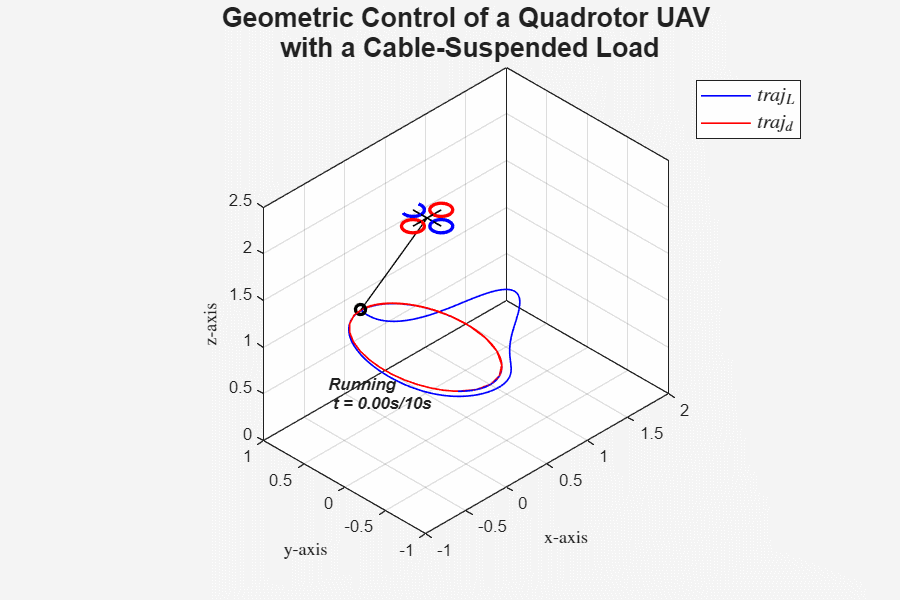 Geometric Control of a Quadrotor UAV
with a Cable-Suspended Load
traj_L
traj_d
2.5
2
1.5
1
0.5
0
z-axis
Running
t = 0.00s/10s
1
0.5
0
-0.5
-1
y-axis
-1
-0.5
0
0.5
1
1.5
2
x-axis